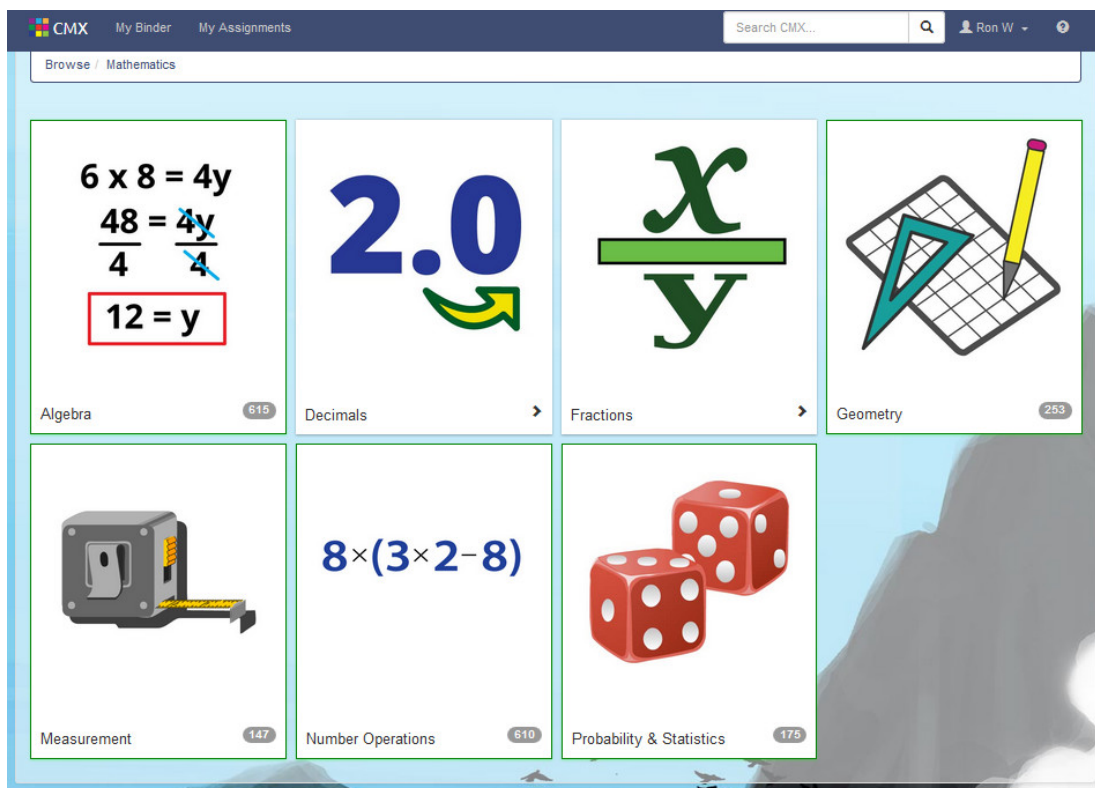 CMX My Binder My Assignments Search CMX... Ron W ?
Browse / Mathematics
6 x 8 = 4y
48 = 4y
4 4
12 = y
2.0
x
y
Algebra 615
Decimals
Fractions
Geometry 253
8×(3×2−8)
Measurement 147
Number Operations 610
Probability & Statistics 175